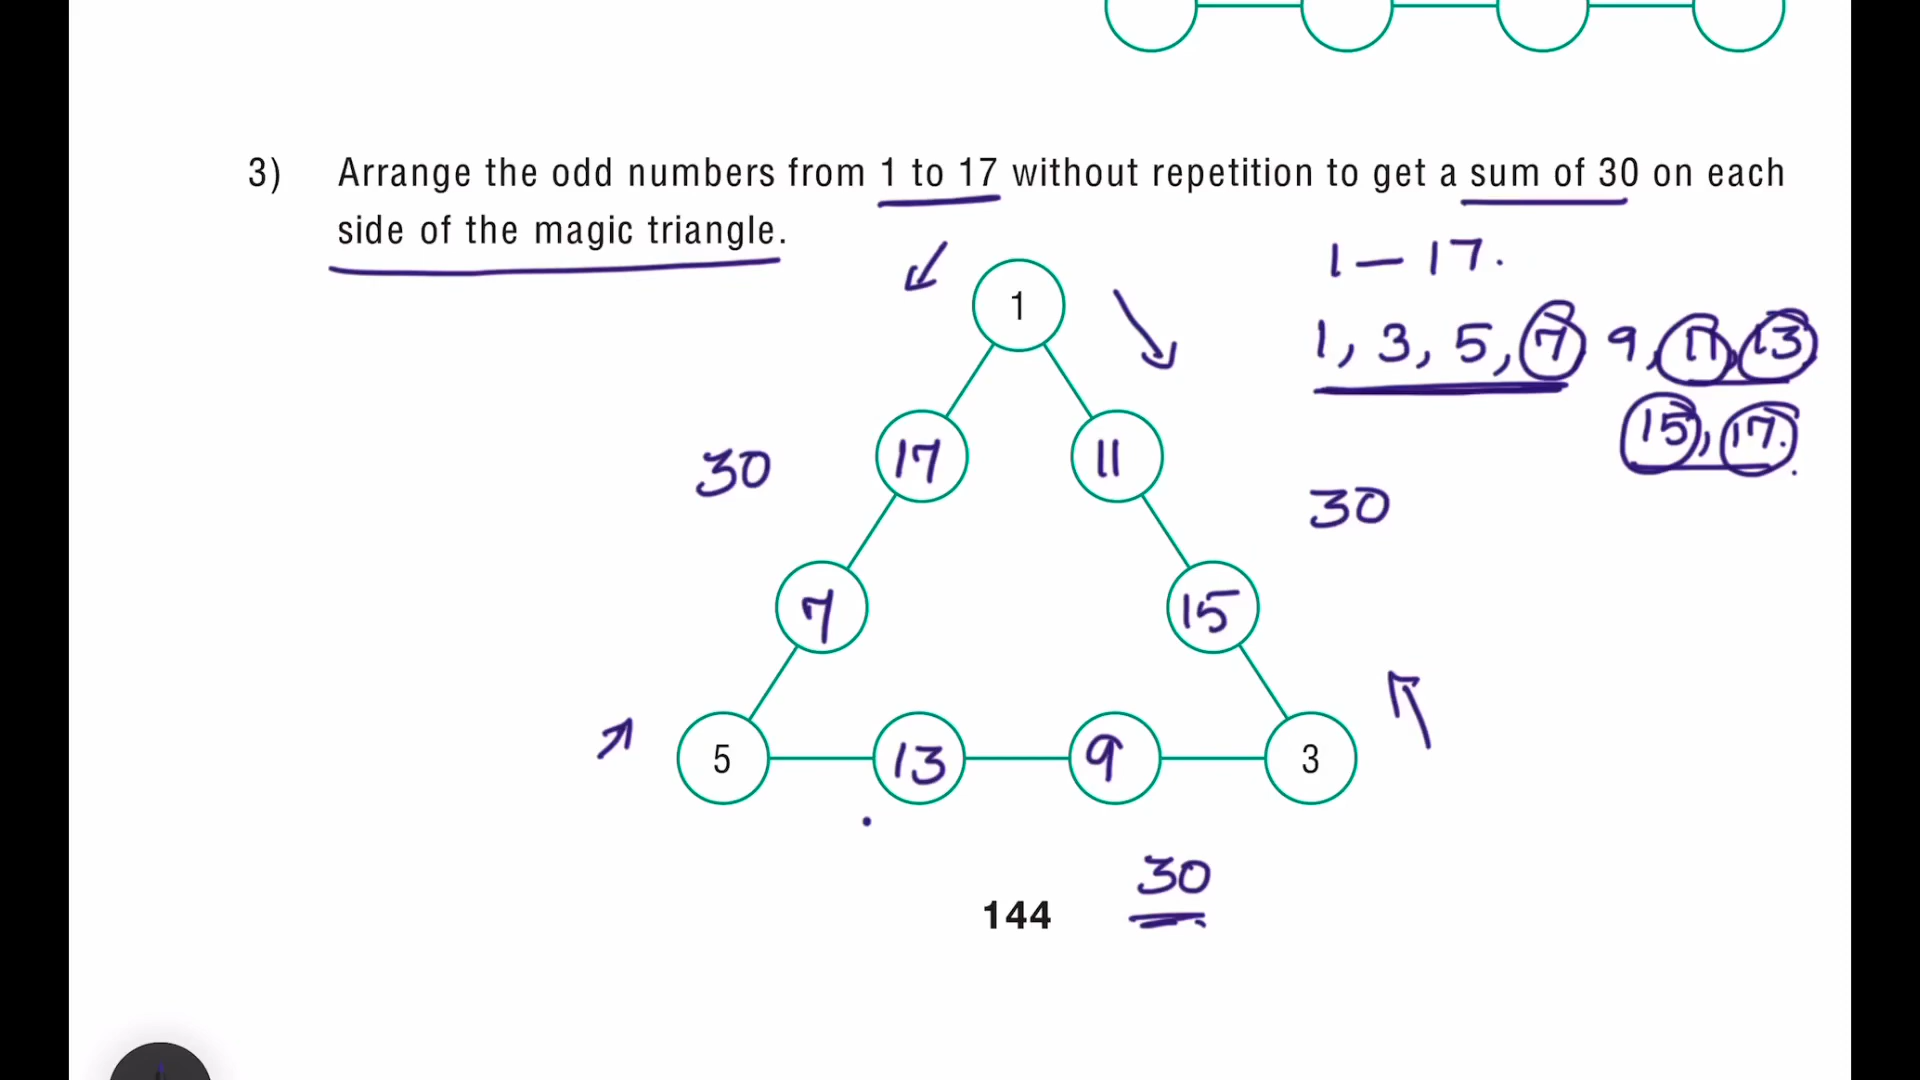 3) Arrange the odd numbers from 1 to 17 without repetition to get a sum of 30 on each
side of the magic triangle.
1 – 17.
1
1, 3, 5, 7 9, 11, 13
15, 17.
17 11
30
30
7 15
5 13 9 3
30
144